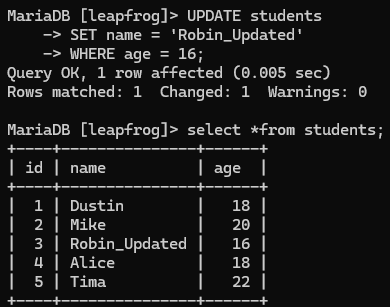 MariaDB [leapfrog]> UPDATE students
    -> SET name = 'Robin_Updated'
    -> WHERE age = 16;
Query OK, 1 row affected (0.005 sec)
Rows matched: 1  Changed: 1  Warnings: 0

MariaDB [leapfrog]> select *from students;
+----+---------------+------+
| id | name          | age  |
+----+---------------+------+
|  1 | Dustin        |   18 |
|  2 | Mike          |   20 |
|  3 | Robin_Updated |   16 |
|  4 | Alice         |   18 |
|  5 | Tima          |   22 |
+----+---------------+------+